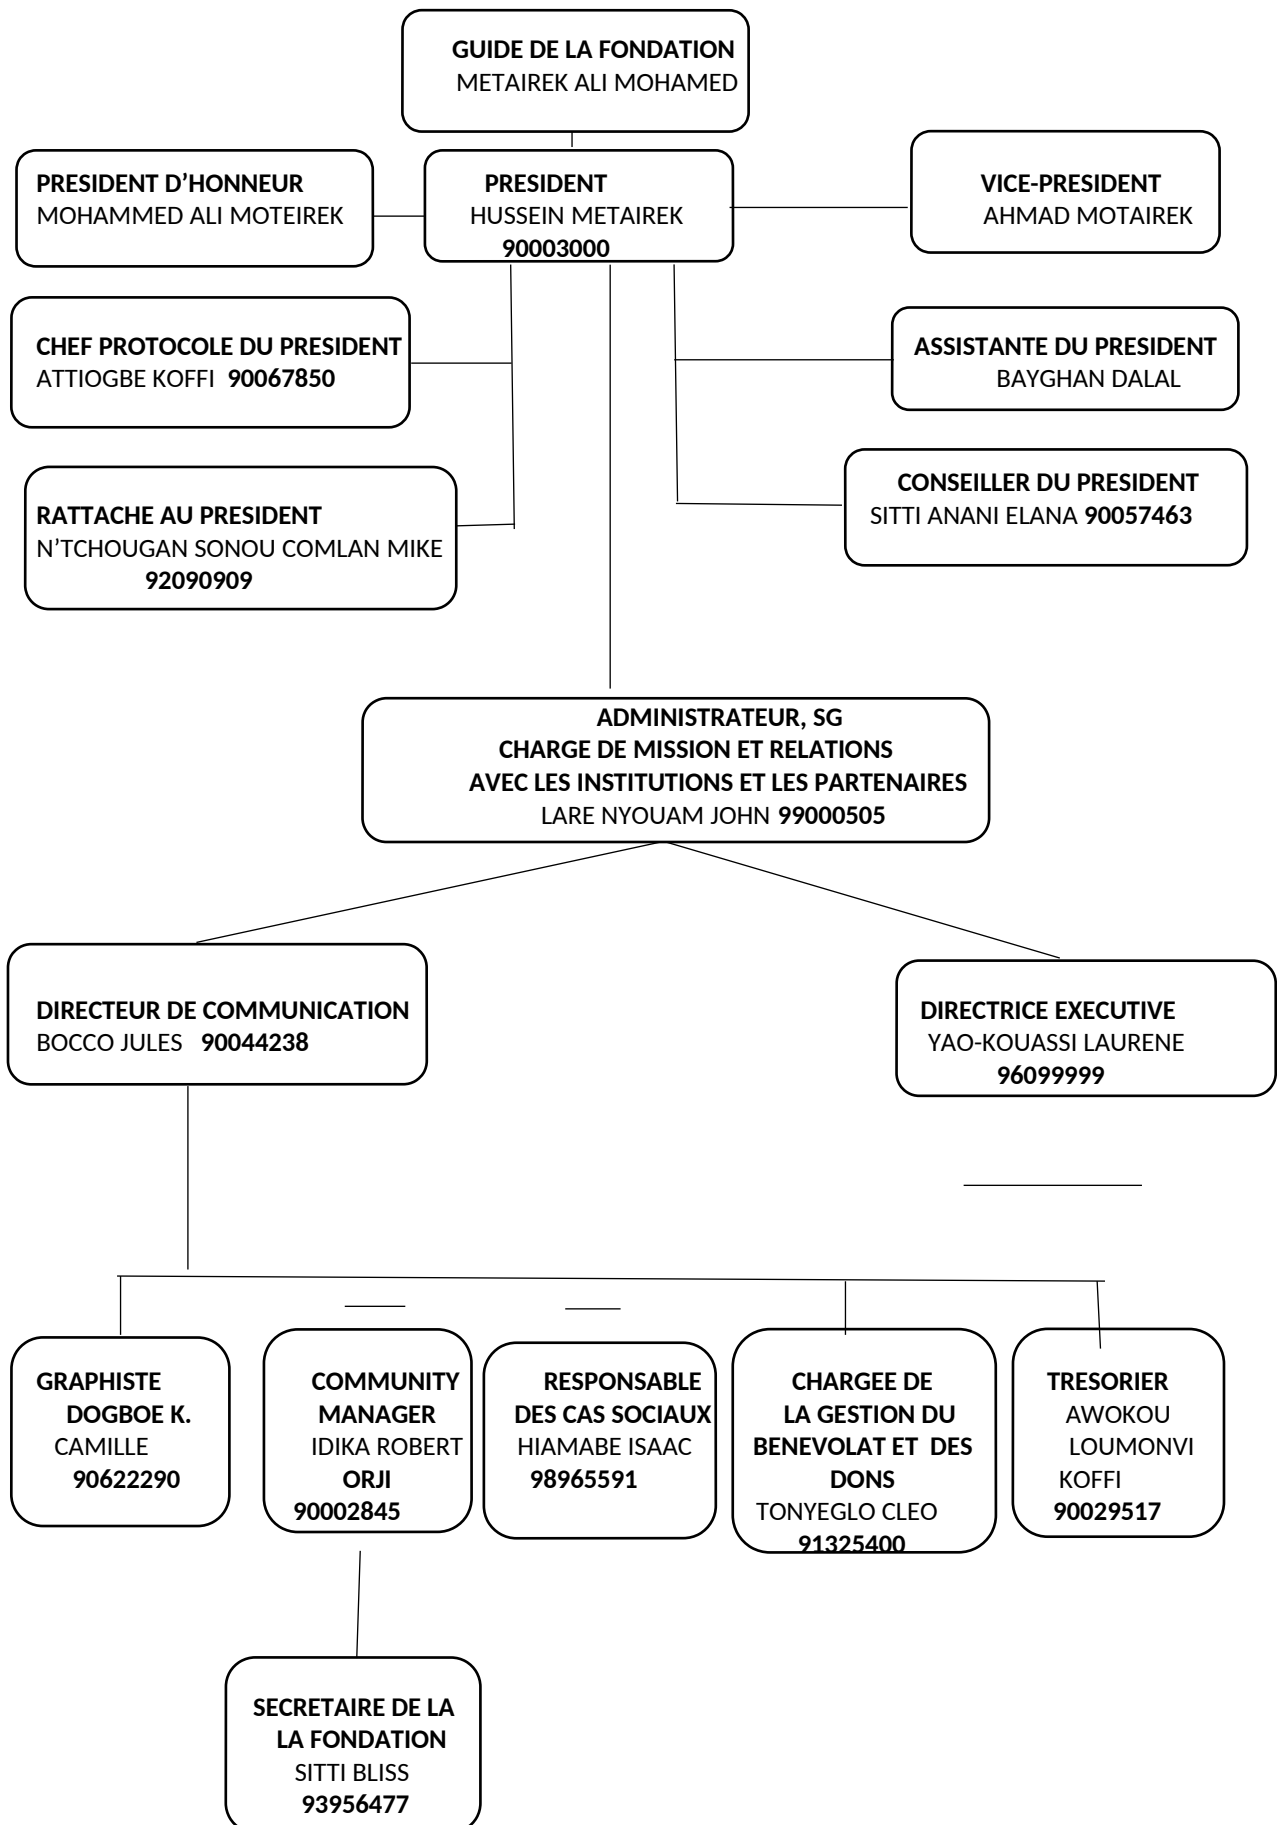 GUIDE DE LA FONDATION
METAIREK ALI MOHAMED
PRESIDENT D’HONNEUR
MOHAMMED ALI MOTEIREK
PRESIDENT
HUSSEIN METAIREK
90003000
VICE-PRESIDENT
AHMAD MOTAIREK
CHEF PROTOCOLE DU PRESIDENT
ATTIOGBE KOFFI 90067850
ASSISTANTE DU PRESIDENT
BAYGHAN DALAL
RATTACHE AU PRESIDENT
N’TCHOUGAN SONOU COMLAN MIKE
92090909
CONSEILLER DU PRESIDENT
SITTI ANANI ELANA 90057463
ADMINISTRATEUR, SG
CHARGE DE MISSION ET RELATIONS
AVEC LES INSTITUTIONS ET LES PARTENAIRES
LARE NYOUAM JOHN 99000505
DIRECTEUR DE COMMUNICATION
BOCCO JULES 90044238
DIRECTRICE EXECUTIVE
YAO-KOUASSI LAURENE
96099999
GRAPHISTE
DOGBOE K.
CAMILLE
90622290
COMMUNITY
MANAGER
IDIKA ROBERT
ORJI
90002845
RESPONSABLE
DES CAS SOCIAUX
HIAMABE ISAAC
98965591
CHARGEE DE
LA GESTION DU
BENEVOLAT ET DES
DONS
TONYEGLO CLEO
91325400
TRESORIER
AWOKOU
LOUMONVI
KOFFI
90029517
SECRETAIRE DE LA
LA FONDATION
SITTI BLISS
93956477